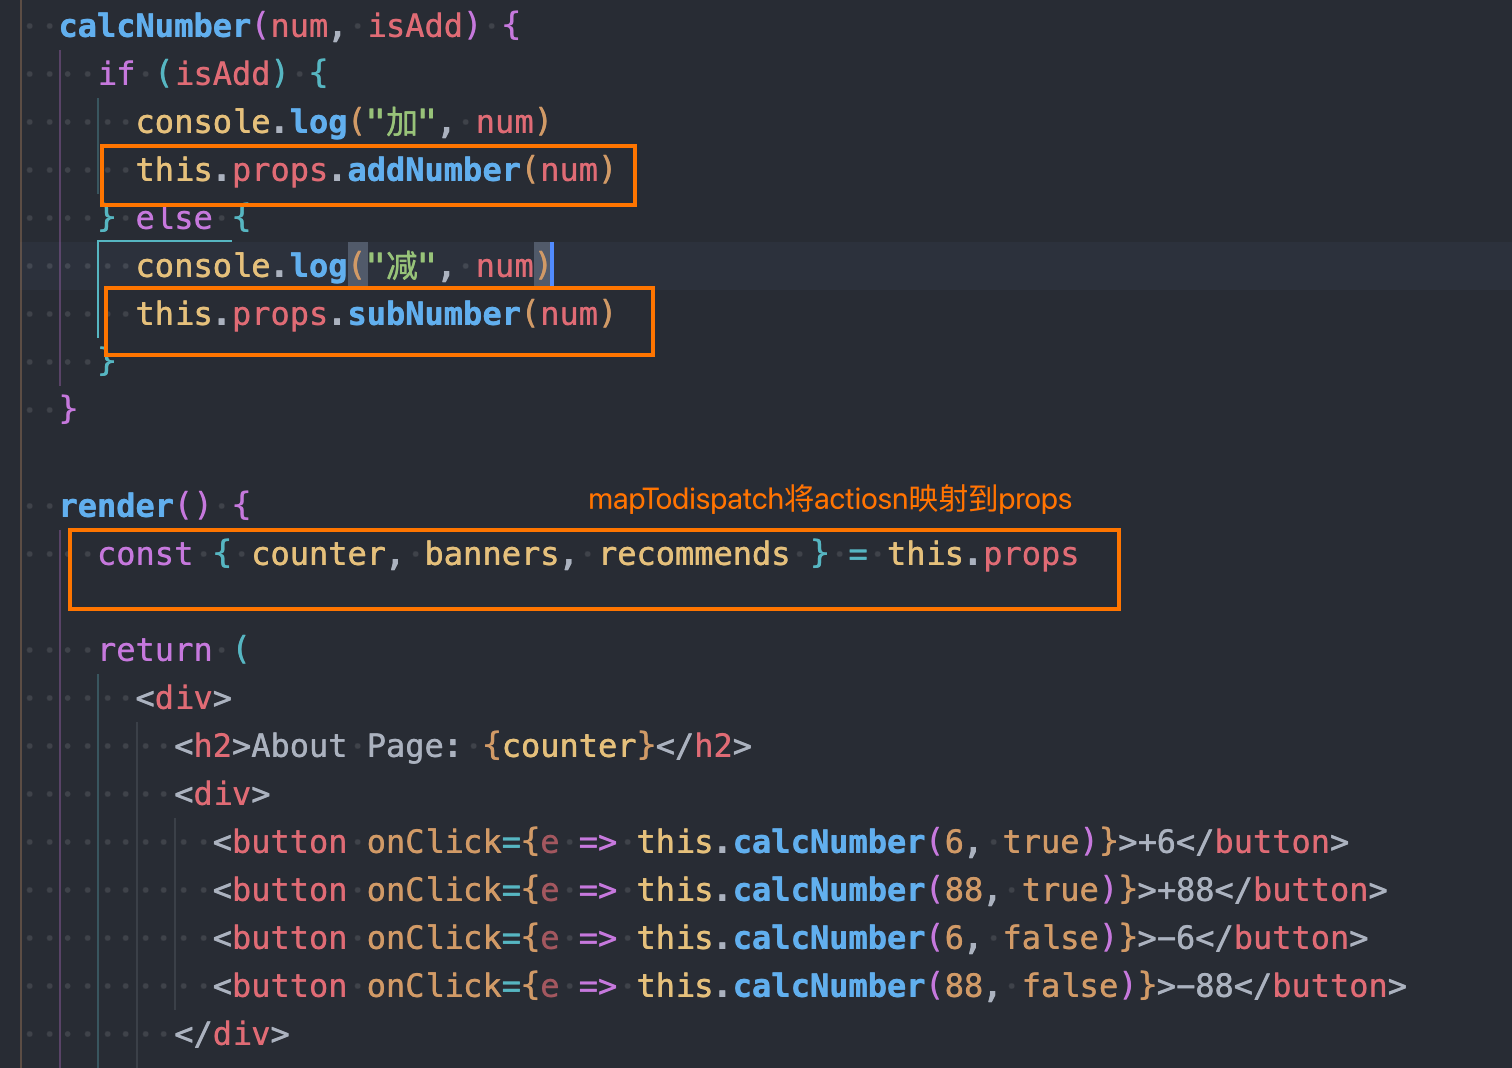 calcNumber(num, isAdd) {
if (isAdd) {
console.log("加", num)
this.props.addNumber(num)
} else {
console.log("减", num)
this.props.subNumber(num)
}
}
mapTodispatch将actiosn映射到props
render() {
const { counter, banners, recommends } = this.props
return (
<div>
<h2>About Page: {counter}</h2>
<div>
<button onClick={e => this.calcNumber(6, true)}>+6</button>
<button onClick={e => this.calcNumber(88, true)}>+88</button>
<button onClick={e => this.calcNumber(6, false)}>-6</button>
<button onClick={e => this.calcNumber(88, false)}>-88</button>
</div>